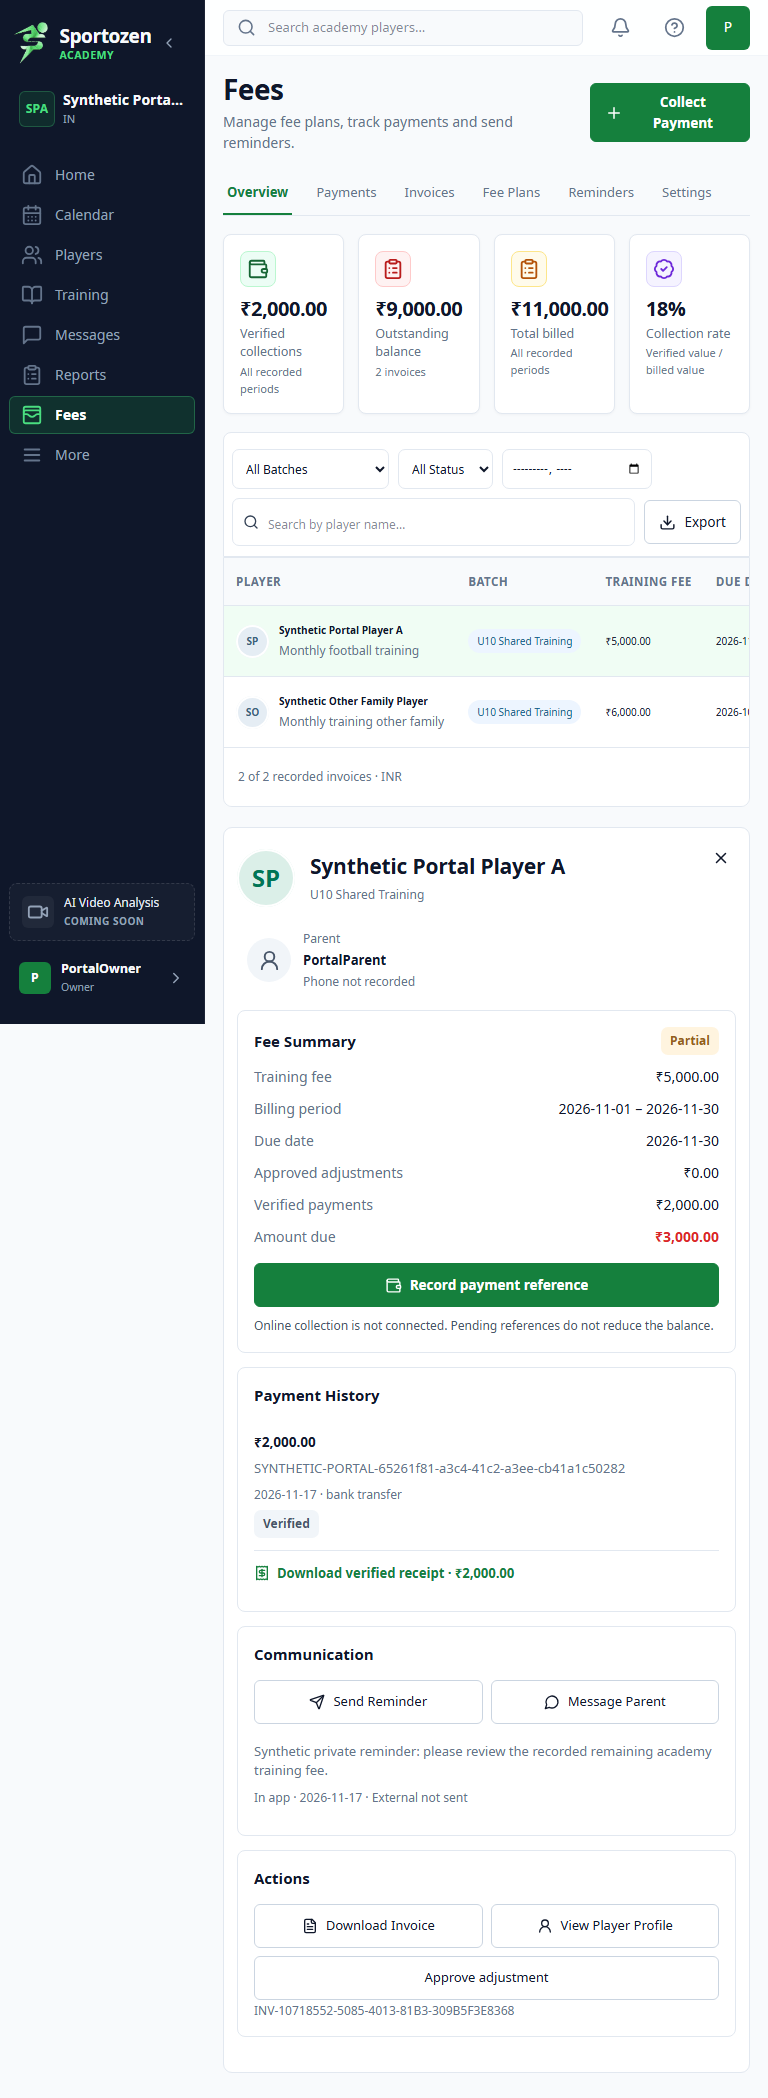 Sportozen
ACADEMY
SPA
Synthetic Porta...
IN
Home
Calendar
Players
Training
Messages
Reports
Fees
More
AI Video Analysis
COMING SOON
P
PortalOwner
Owner
Search academy players...
P
Fees
Manage fee plans, track payments and send
reminders.
Collect
Payment
Overview
Payments
Invoices
Fee Plans
Reminders
Settings
₹2,000.00
Verified
collections
All recorded
periods
₹9,000.00
Outstanding
balance
2 invoices
₹11,000.00
Total billed
All recorded
periods
18%
Collection rate
Verified value /
billed value
All Batches
All Status
---------, ----
Search by player name...
Export
PLAYER
BATCH
TRAINING FEE
DUE D
SP
Synthetic Portal Player A
Monthly football training
U10 Shared Training
₹5,000.00
2026-11
SO
Synthetic Other Family Player
Monthly training other family
U10 Shared Training
₹6,000.00
2026-10
2 of 2 recorded invoices · INR
SP
Synthetic Portal Player A
U10 Shared Training
Parent
PortalParent
Phone not recorded
Fee Summary
Partial
Training fee
₹5,000.00
Billing period
2026-11-01 – 2026-11-30
Due date
2026-11-30
Approved adjustments
₹0.00
Verified payments
₹2,000.00
Amount due
₹3,000.00
Record payment reference
Online collection is not connected. Pending references do not reduce the balance.
Payment History
₹2,000.00
SYNTHETIC-PORTAL-65261f81-a3c4-41c2-a3ee-cb41a1c50282
2026-11-17 · bank transfer
Verified
Download verified receipt · ₹2,000.00
Communication
Send Reminder
Message Parent
Synthetic private reminder: please review the recorded remaining academy
training fee.
In app · 2026-11-17 · External not sent
Actions
Download Invoice
View Player Profile
Approve adjustment
INV-10718552-5085-4013-81B3-309B5F3E8368